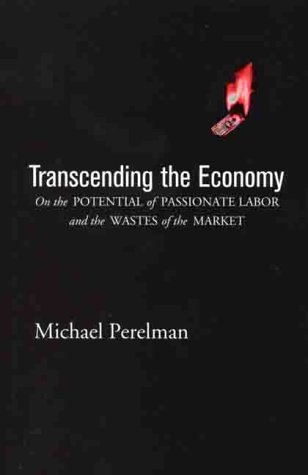 Transcending the Economy
On the POTENTIAL of PASSIONATE LABOR
and the WASTES of the MARKET
Michael Perelman